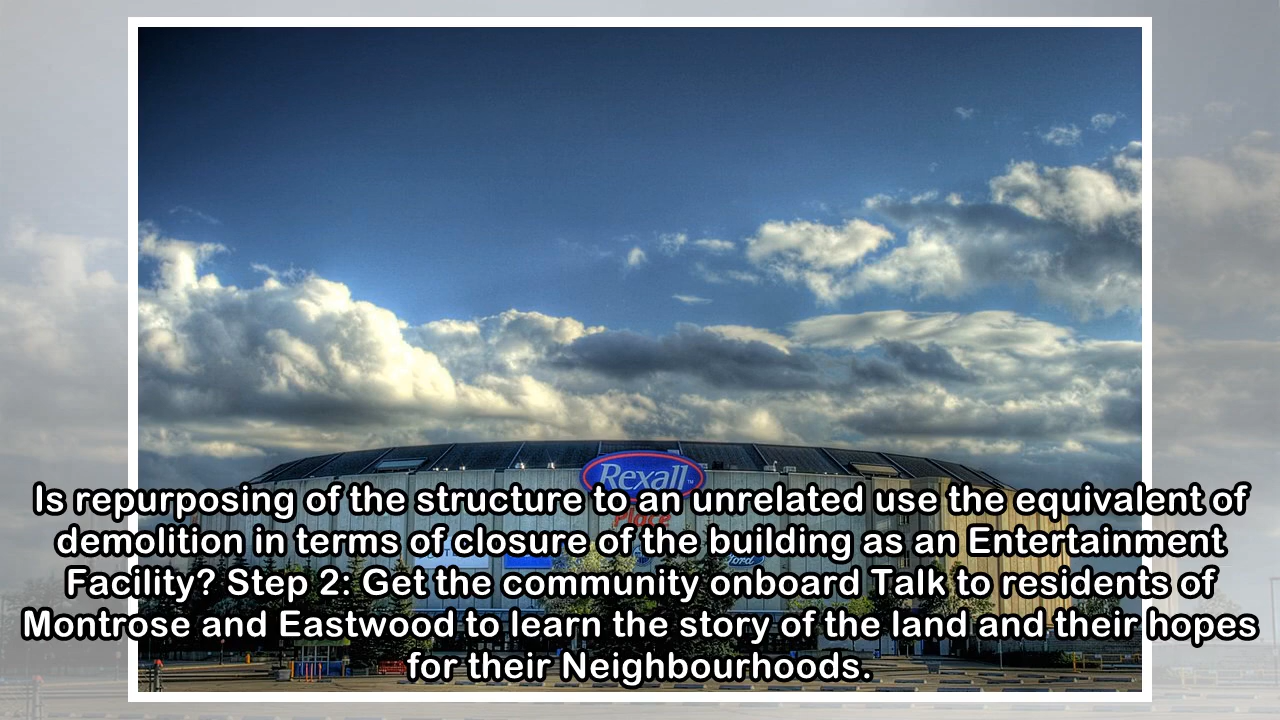 Rexall
Place
Ford
Is repurposing of the structure to an unrelated use the equivalent of
demolition in terms of closure of the building as an Entertainment
Facility? Step 2: Get the community onboard Talk to residents of
Montrose and Eastwood to learn the story of the land and their hopes
for their Neighbourhoods.